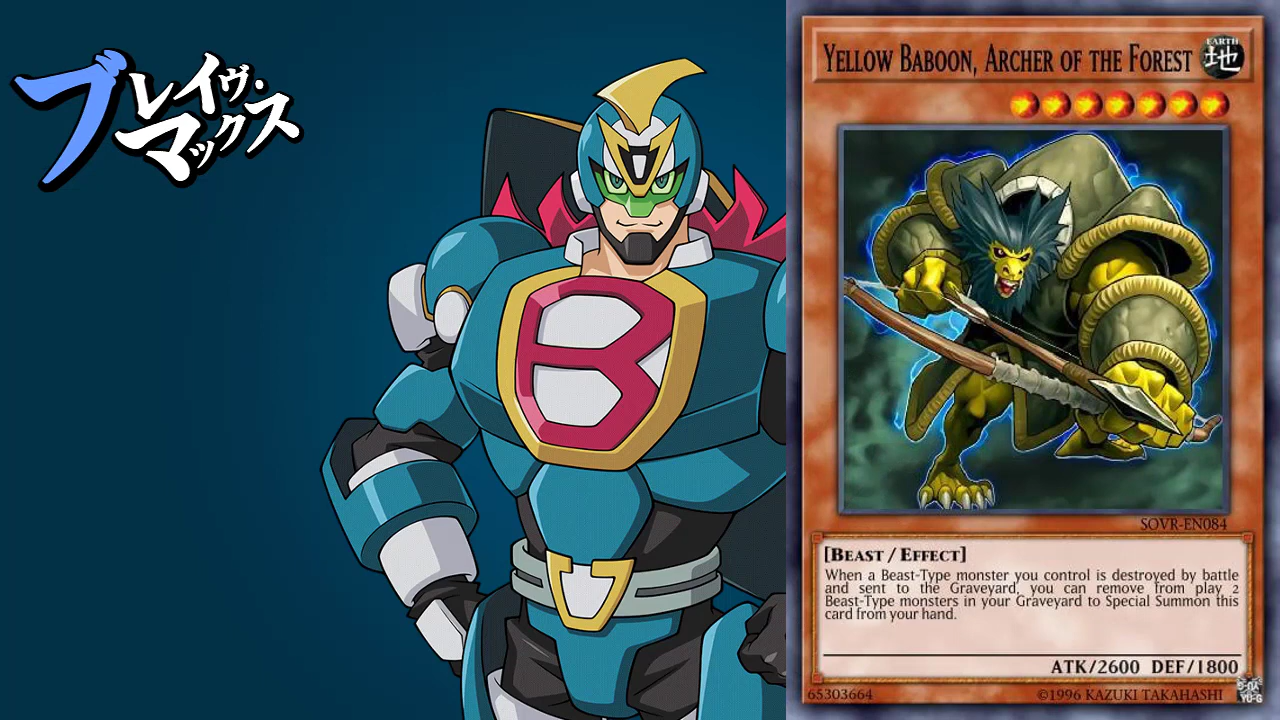 ブレイヴ・
マックス
B
YELLOW BABOON, ARCHER OF THE FOREST
EARTH
地
SOVR-EN084
[BEAST / EFFECT]
When a Beast-Type monster you control is destroyed by battle
and sent to the Graveyard, you can remove from play 2
Beast-Type monsters in your Graveyard to Special Summon this
card from your hand.
ATK/2600 DEF/1800
65303664
©1996 KAZUKI TAKAHASHI